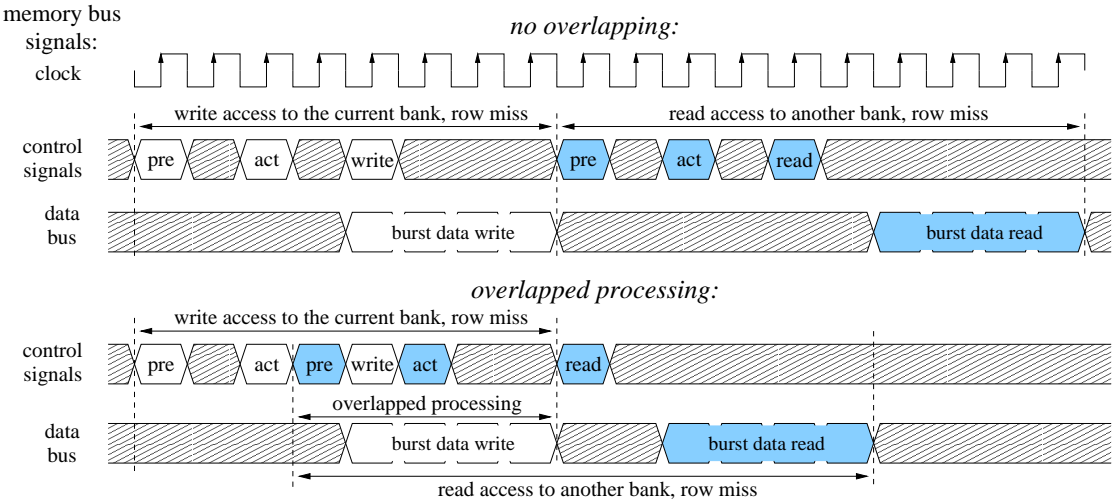 memory bus
signals:
no overlapping:
clock
write access to the current bank, row miss
read access to another bank, row miss
control
signals
pre act write pre act read
data
bus
burst data write burst data read
overlapped processing:
write access to the current bank, row miss
control
signals
pre act pre write act read
overlapped processing
data
bus
burst data write burst data read
read access to another bank, row miss